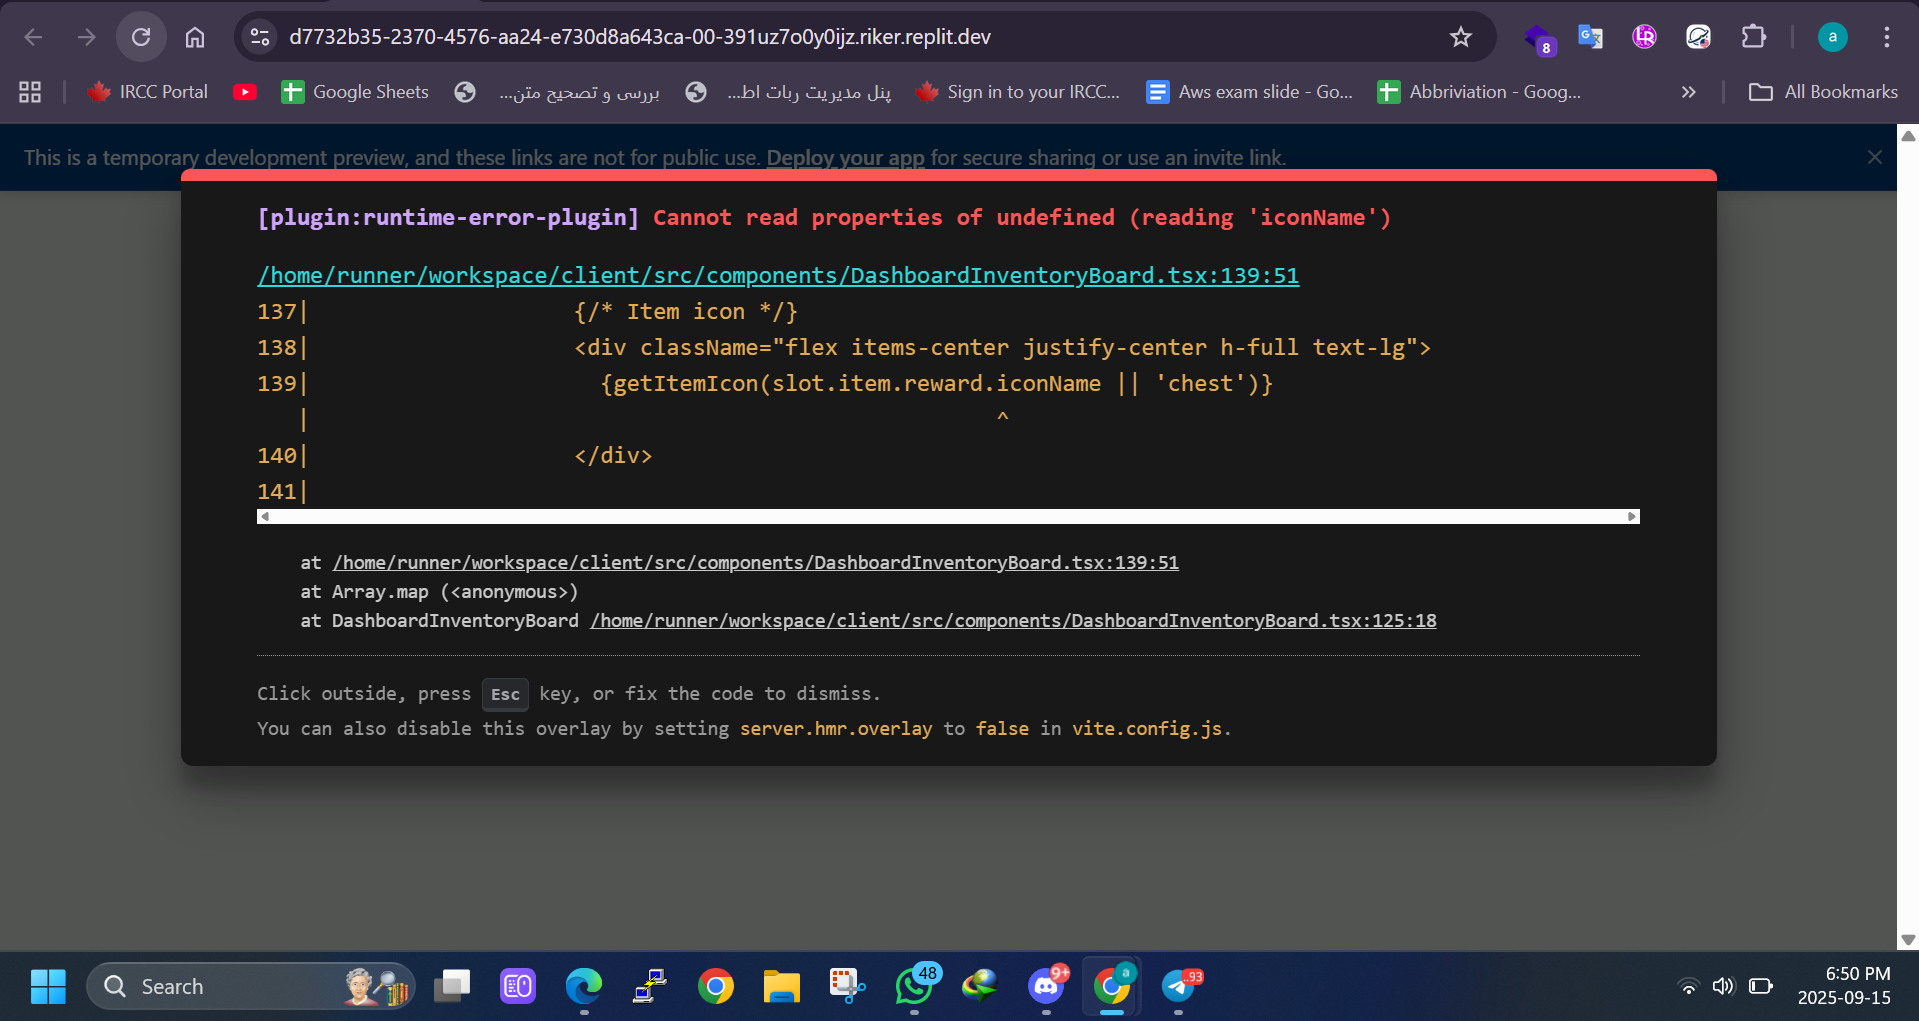 d7732b35-2370-4576-aa24-e730d8a643ca-00-391uz7o0y0ijz.riker.replit.dev
8
a
IRCC Portal
Google Sheets
بررسی و تصحیح متن...
پنل مدیریت ربات اط...
Sign in to your IRCC...
Aws exam slide - Go...
Abbriviation - Goog...
All Bookmarks
This is a temporary development preview, and these links are not for public use. Deploy your app for secure sharing or use an invite link.
[plugin:runtime-error-plugin] Cannot read properties of undefined (reading 'iconName')
/home/runner/workspace/client/src/components/DashboardInventoryBoard.tsx:139:51
137| {/* Item icon */}
138| <div className="flex items-center justify-center h-full text-lg">
139| {getItemIcon(slot.item.reward.iconName || 'chest')}
| ^
140| </div>
141|
at /home/runner/workspace/client/src/components/DashboardInventoryBoard.tsx:139:51
at Array.map (<anonymous>)
at DashboardInventoryBoard /home/runner/workspace/client/src/components/DashboardInventoryBoard.tsx:125:18
Click outside, press Esc key, or fix the code to dismiss.
You can also disable this overlay by setting server.hmr.overlay to false in vite.config.js.
Search
48
9+
a
93
6:50 PM
2025-09-15